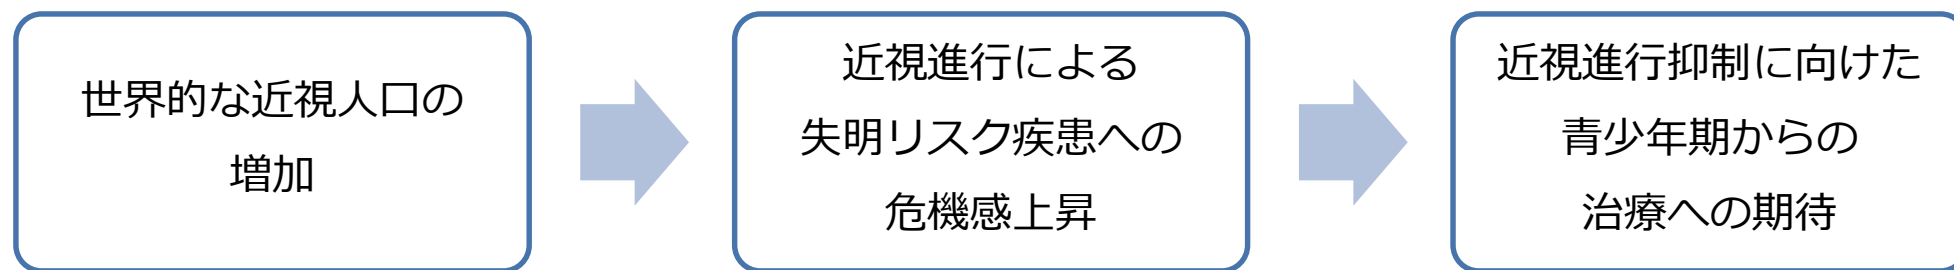 世界的な近視人口の
増加
近視進行による
失明リスク疾患への
危機感上昇
近視進行抑制に向けた
青少年期からの
治療への期待